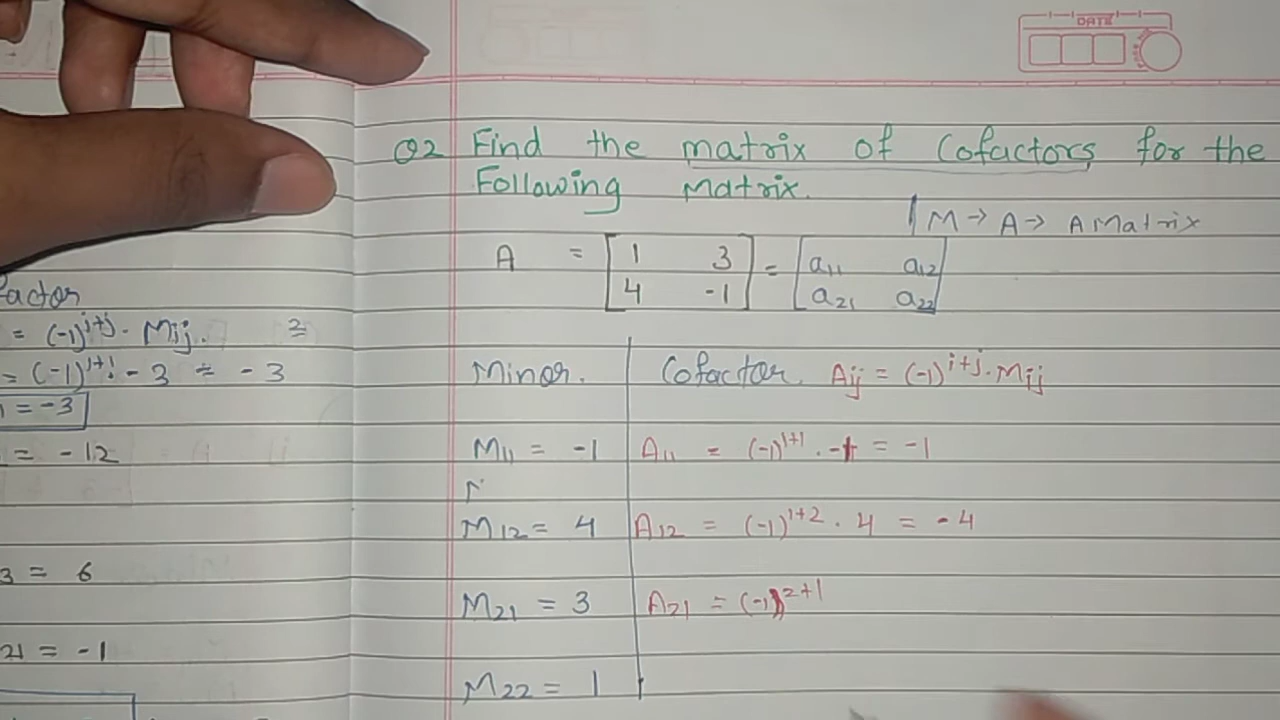 DATE
Q2 Find the matrix of Cofactors for the
Following matrix.
M → A → A Matrix
A = [1 3 4 -1] = [a11 a12 a21 a22]
Minor. Cofactor. Aij = (-1)^i+j . Mij
M11 = -1 A11 = (-1)^1+1 . -1 = -1
M12 = 4 A12 = (-1)^1+2 . 4 = -4
M21 = 3 A21 = (-1)^2+1
M22 = 1
actor
= (-1)^i+j . Mij.
= (-1)^1+1 - 3 = -3
1 = -3
= -12
3 = 6
21 = -1